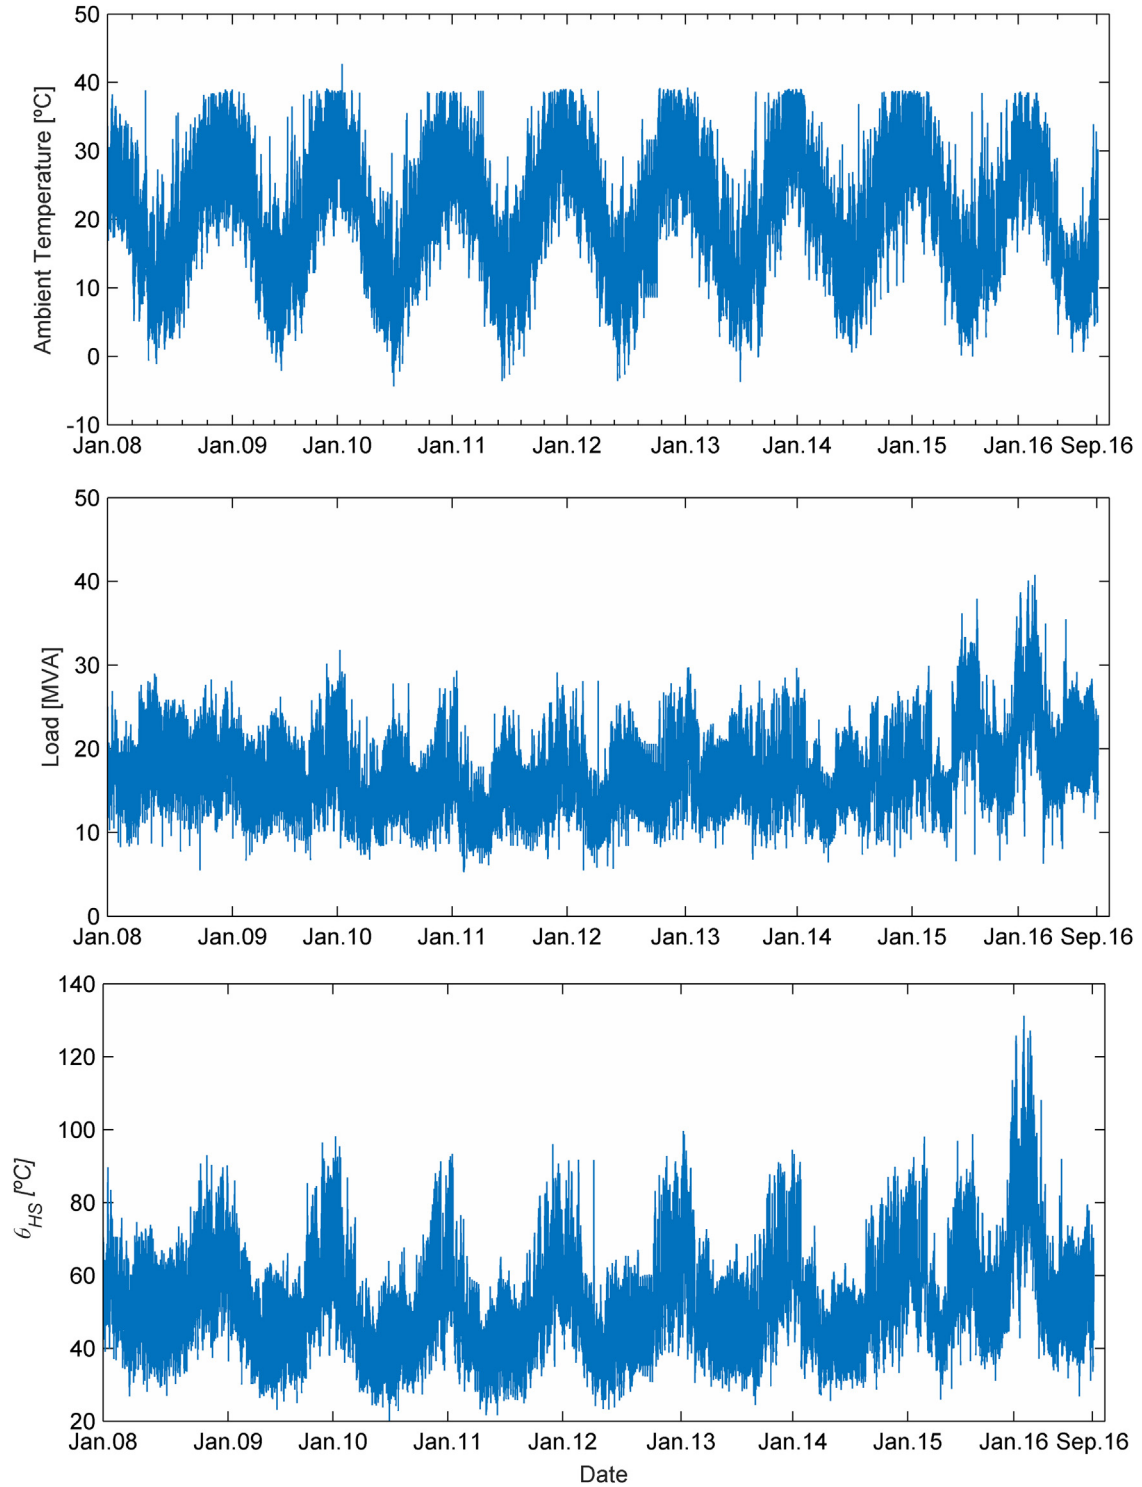 50
40
30
20
10
0
-10
Ambient Temperature [ºC]
Jan.08 Jan.09 Jan.10 Jan.11 Jan.12 Jan.13 Jan.14 Jan.15 Jan.16 Sep.16
50
40
30
20
10
0
Load [MVA]
Jan.08 Jan.09 Jan.10 Jan.11 Jan.12 Jan.13 Jan.14 Jan.15 Jan.16 Sep.16
140
120
100
80
60
40
20
θHS [ºC]
Jan.08 Jan.09 Jan.10 Jan.11 Jan.12 Jan.13 Jan.14 Jan.15 Jan.16 Sep.16
Date